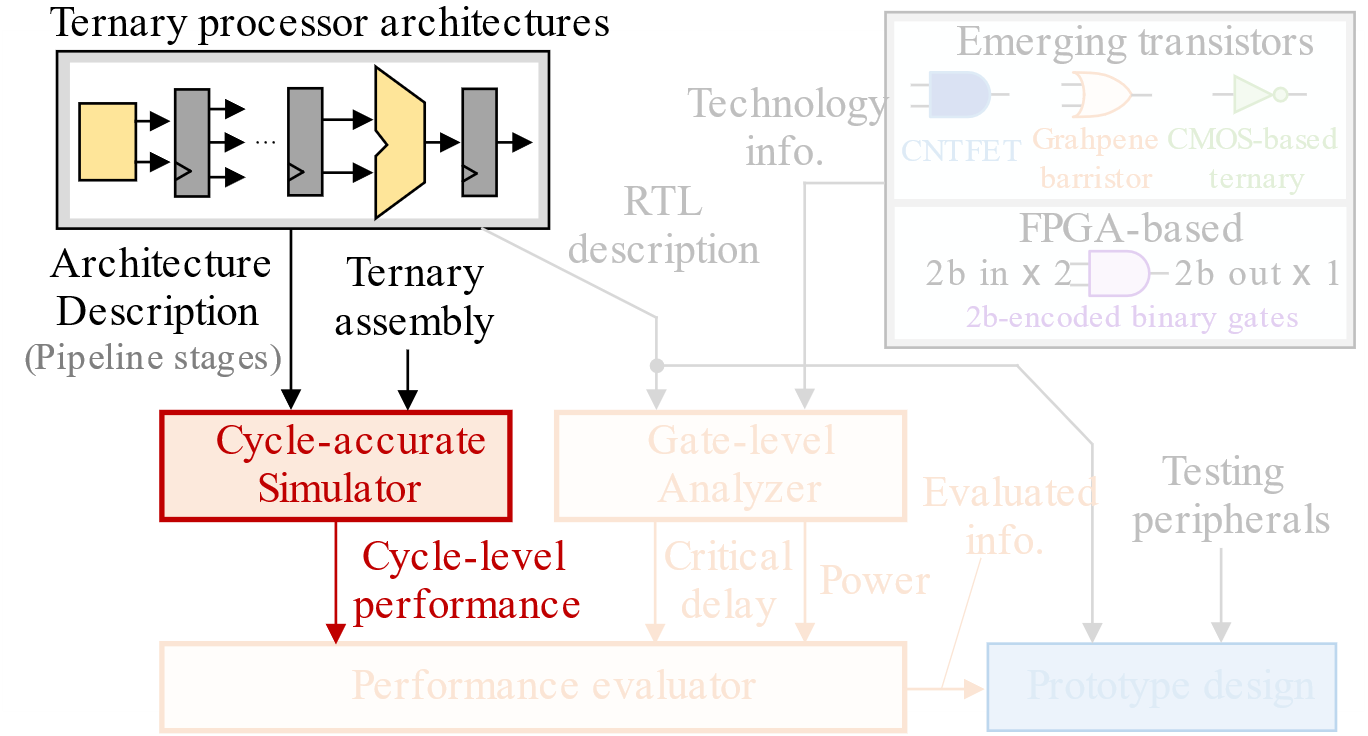 Ternary processor architectures
...
Architecture
Description
(Pipeline stages)
Ternary
assembly
RTL
description
Technology
info.
Emerging transistors
CNTFET
Grahpene
barristor
CMOS-based
ternary
FPGA-based
2b in x 2
2b out x 1
2b-encoded binary gates
Cycle-accurate
Simulator
Gate-level
Analyzer
Cycle-level
performance
Critical
delay
Power
Evaluated
info.
Testing
peripherals
Performance evaluator
Prototype design